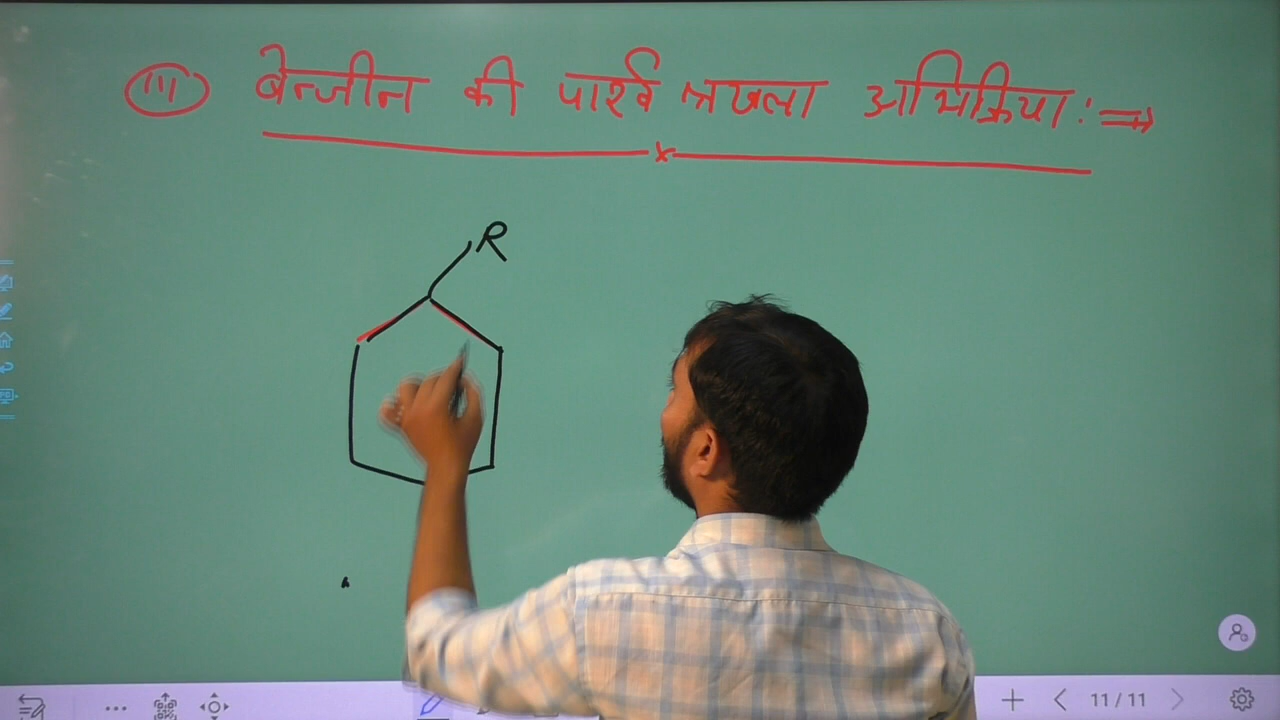 (III) बेन्जीन की पार्श्व श्रृखला अभिक्रिया :⇒
R
11/11